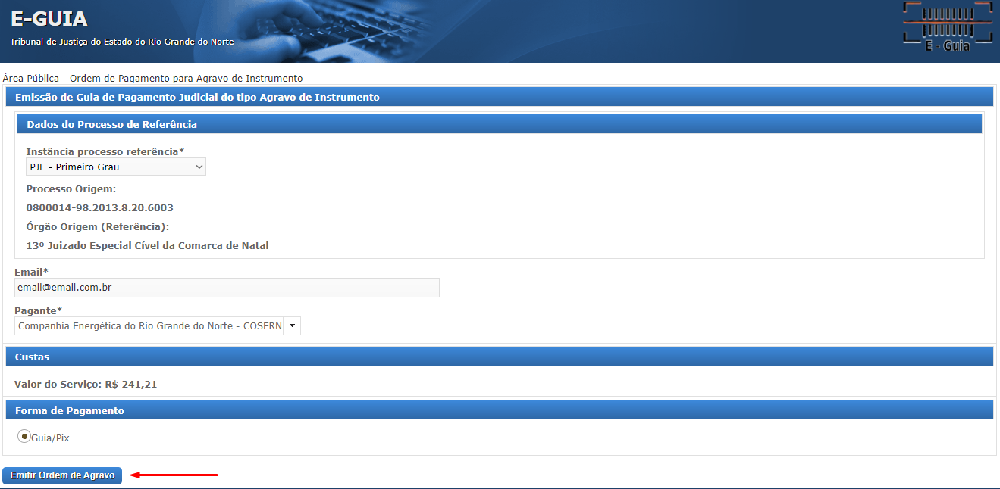 E-GUIA
Tribunal de Justiça do Estado do Rio Grande do Norte
E - Guia
Área Pública - Ordem de Pagamento para Agravo de Instrumento
Emissão de Guia de Pagamento Judicial do tipo Agravo de Instrumento
Dados do Processo de Referência
Instância processo referência*
PJE - Primeiro Grau
Processo Origem:
0800014-98.2013.8.20.6003
Órgão Origem (Referência):
13º Juizado Especial Cível da Comarca de Natal
Email*
email@email.com.br
Pagante*
Companhia Energética do Rio Grande do Norte - COSERN
Custas
Valor do Serviço: R$ 241,21
Forma de Pagamento
Guia/Pix
Emitir Ordem de Agravo